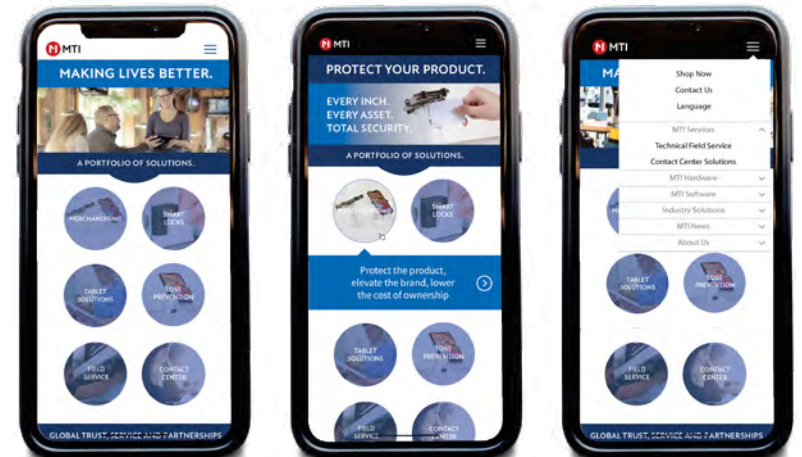 MTI
MAKING LIVES BETTER.
A PORTFOLIO OF SOLUTIONS.
MERCHANDISING
SMART
LOCKS
TABLET
SOLUTIONS
LOSS
PREVENTION
FIELD
SERVICE
CONTACT
CENTER
GLOBAL TRUST, SERVICE AND PARTNERSHIPS
MTI
PROTECT YOUR PRODUCT.
EVERY INCH.
EVERY ASSET.
TOTAL SECURITY.
A PORTFOLIO OF SOLUTIONS.
MERCHANDISING
SMART
LOCKS
Protect the product,
elevate the brand, lower
the cost of ownership
TABLET
SOLUTIONS
LOSS
PREVENTION
FIELD
SERVICE
CONTACT
CENTER
MTI
MA
Shop Now
Contact Us
Language
MTI Services
Technical Field Service
Contact Center Solutions
MTI Hardware
MTI Software
Industry Solutions
MTI News
About Us
TABLET
SOLUTIONS
LOSS
PREVENTION
FIELD
SERVICE
CONTACT
CENTER
GLOBAL TRUST, SERVICE AND PARTNERSHIPS